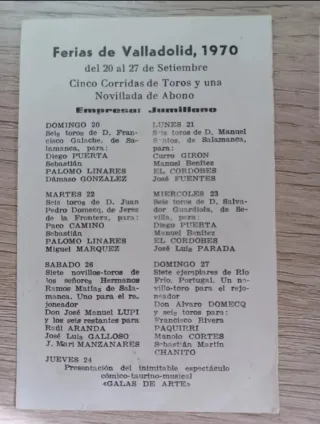 Ferias de Valladolid, 1970
del 20 al 27 de Setiembre
Cinco Corridas de Toros y una
Novillada de Abono
Empresa: Jumillano
DOMINGO 20
Seis toros de D. Fran-
cisco Galache, de Sa-
lamanca, para:
Diego PUERTA
Sebastián
PALOMO LINARES
Dámaso GONZALEZ
LUNES 21
Seis toros de D. Manuel
Santos, de Salamanca,
para:
Curro GIRON
Manuel Benítez
EL CORDOBES
José FUENTES
MARTES 22
Seis toros de D. Juan
Pedro Domecq, de Jerez
de la Frontera, para:
Paco CAMINO
Sebastián
PALOMO LINARES
Miguel MARQUEZ
MIERCOLES 23
Seis toros de D. Salva-
dor Guardiola, de Se-
villa, para:
Diego PUERTA
Manuel Benítez
EL CORDOBES
José Luis PARADA
SABADO 26
Siete novillos-toros de
los señores Hermanos
Ramos Matías de Sala-
manca. Uno para el re-
joneador
Don José Manuel LUPI
y los seis restantes para
Raúl ARANDA
José Luis GALLOSO
J. Mari MANZANARES
DOMINGO 27
Siete ejemplares de Río
Frío, Portugal. Un no-
villo-toro para el rejo-
neador
Don Alvaro DOMECQ
y seis toros para:
Francisco Rivera
PAQUIRRI
Manolo CORTES
Sebastián Martín
CHANITO
JUEVES 24
Presentación del inimitable espectáculo
cómico-taurino-musical
«GALAS DE ARTE»